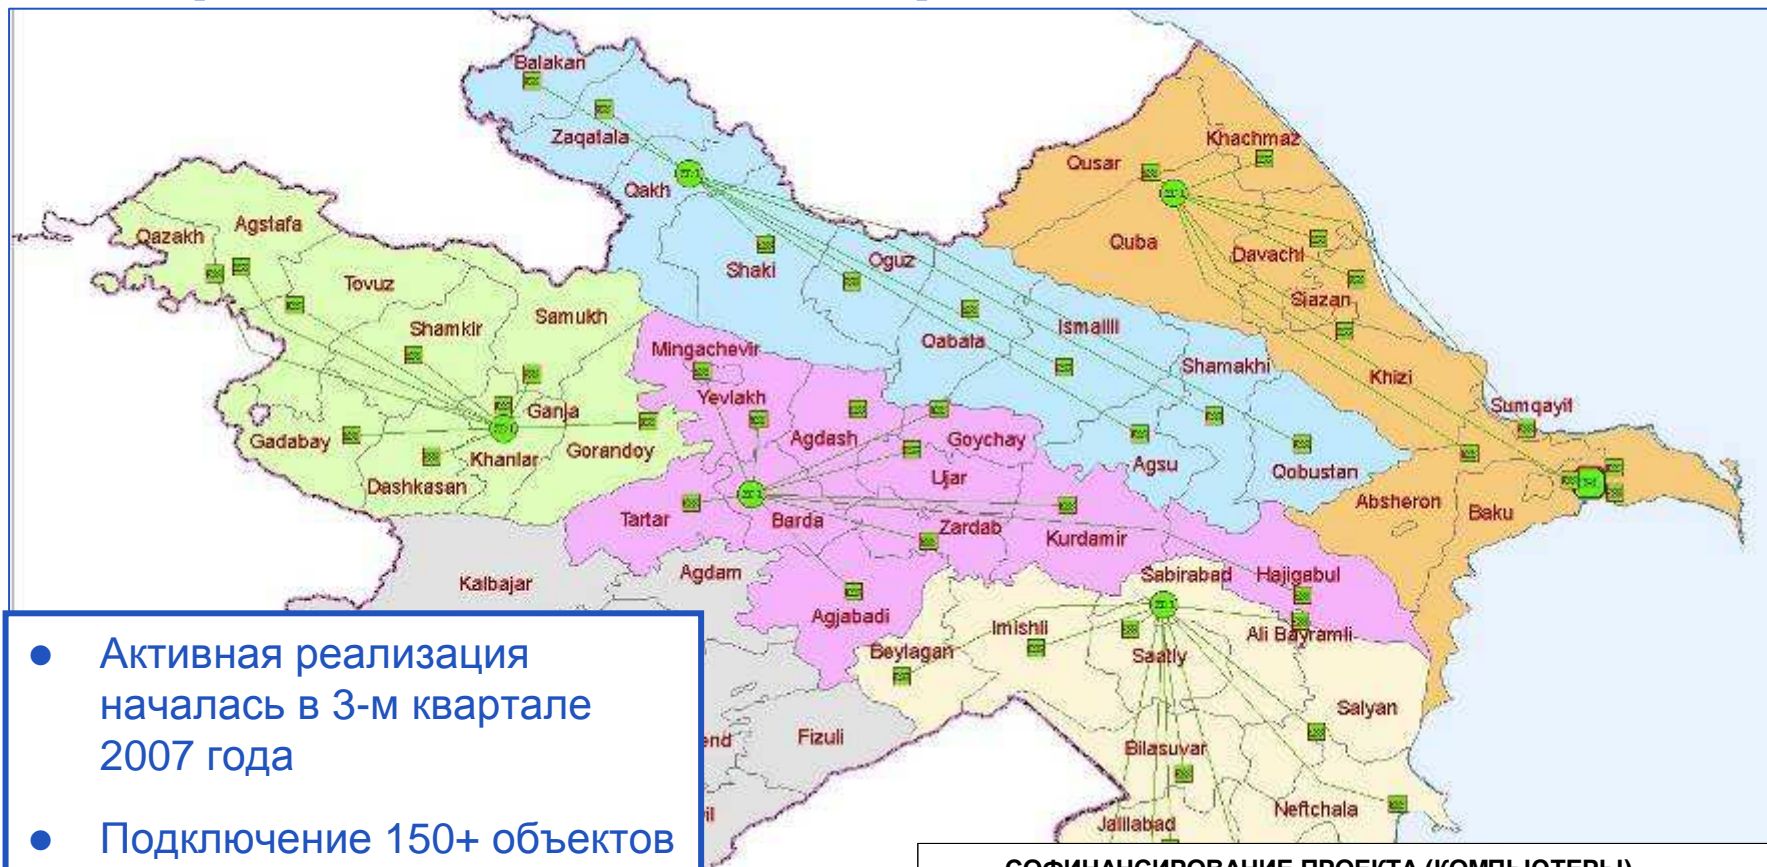 Balakan
Zaqatala
Qakh
Khachmaz
Qusar
Quba
Davachi
Siazan
Agstafa
Qazakh
Tovuz
Shamkir
Samukh
Shaki
Oguz
Qabala
Ismailli
Shamakhi
Khizi
Sumqayit
Mingachevir
Yevlakh
Ganja
Gadabay
Khanlar
Gorandoy
Dashkasan
Agdash
Goychay
Ujar
Agsu
Qobustan
Absheron
Baku
Tartar
Barda
Zardab
Kurdamir
Kalbajar
Agdam
Sabirabad
Hajigabul
Agjabadi
Imishli
Ali Bayramli
Beylagan
Saatly
Salyan
Fizuli
Bilasuvar
Neftchala
Jalilabad
● Активная реализация
началась в 3-м квартале
2007 года
● Подключение 150+ объектов
СОФИНАНСИРОВАНИЕ ПРОЕКТА (КОМПЬЮТЕРЫ)